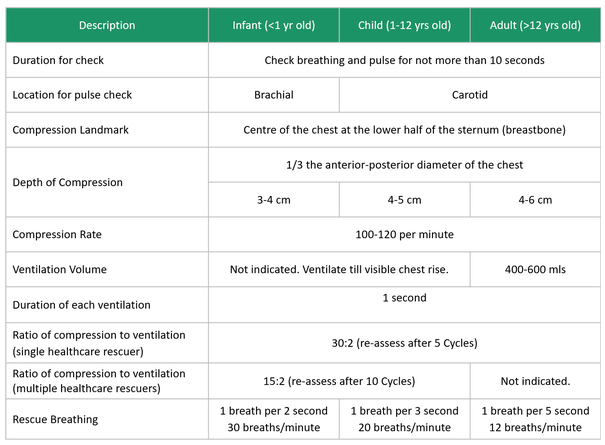 Description Infant (<1 yr old) Child (1-12 yrs old) Adult (>12 yrs old)
Duration for check Check breathing and pulse for not more than 10 seconds
Location for pulse check Brachial Carotid
Compression Landmark Centre of the chest at the lower half of the sternum (breastbone)
Depth of Compression 1/3 the anterior-posterior diameter of the chest
3-4 cm 4-5 cm 4-6 cm
Compression Rate 100-120 per minute
Ventilation Volume Not indicated. Ventilate till visible chest rise. 400-600 mls
Duration of each ventilation 1 second
Ratio of compression to ventilation
(single healthcare rescuer) 30:2 (re-assess after 5 Cycles)
Ratio of compression to ventilation
(multiple healthcare rescuers) 15:2 (re-assess after 10 Cycles) Not indicated.
Rescue Breathing 1 breath per 2 second 1 breath per 3 second 1 breath per 5 second
30 breaths/minute 20 breaths/minute 12 breaths/minute